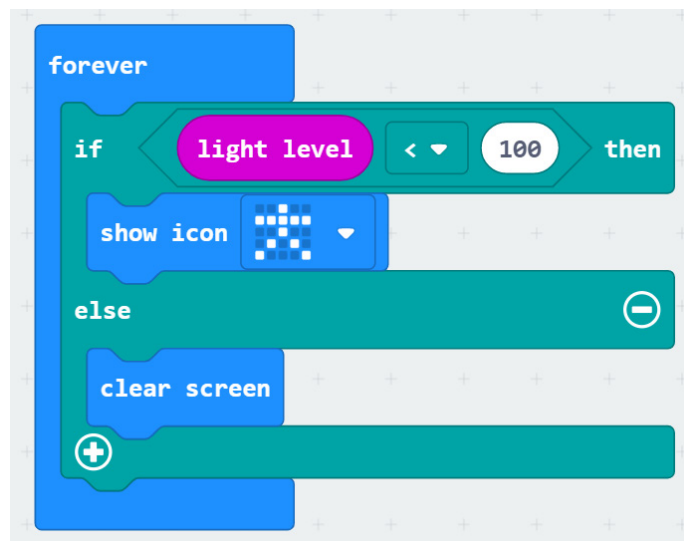 forever
if light level < 100 then
show icon
else
clear screen